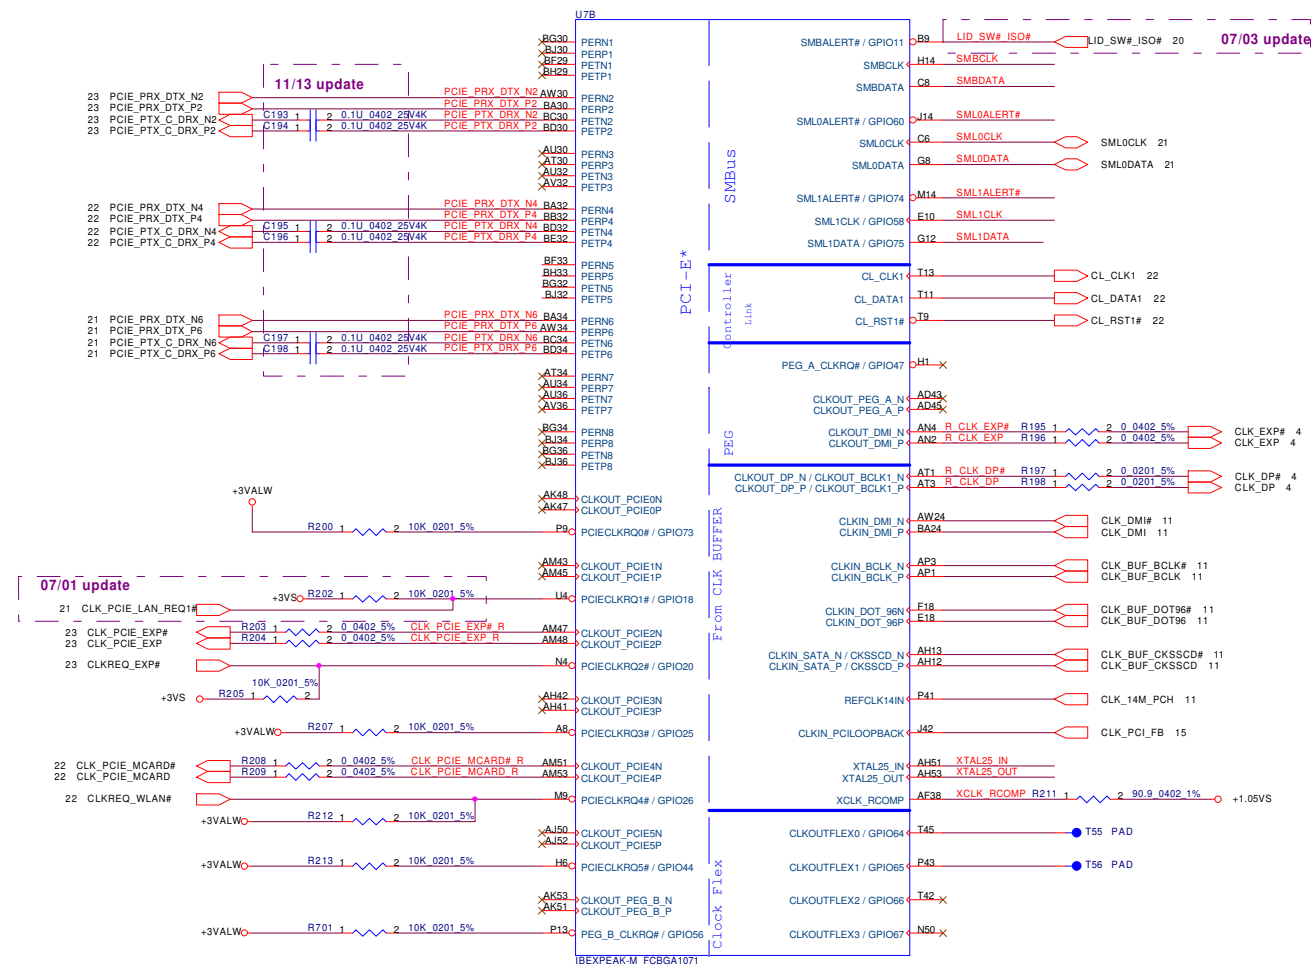 U7B
BG30 PERN1
BJ30 PERP1
BF29 PETN1
BH29 PETP1
11/13 update
23 PCIE_PRX_DTX_N2 PCIE_PRX_DTX_N2 AW30 PERN2
23 PCIE_PRX_DTX_P2 PCIE_PRX_DTX_P2 BA30 PERP2
23 PCIE_PTX_C_DRX_N2 C193 1 2 0.1U_0402_25V4K PCIE_PTX_DRX_N2 BC30 PETN2
23 PCIE_PTX_C_DRX_P2 C194 1 2 0.1U_0402_25V4K PCIE_PTX_DRX_P2 BD30 PETP2
AU30 PERN3
AT30 PERP3
AU32 PETN3
AV32 PETP3
22 PCIE_PRX_DTX_N4 PCIE_PRX_DTX_N4 BA32 PERN4
22 PCIE_PRX_DTX_P4 PCIE_PRX_DTX_P4 BB32 PERP4
22 PCIE_PTX_C_DRX_N4 C195 1 2 0.1U_0402_25V4K PCIE_PTX_DRX_N4 BD32 PETN4
22 PCIE_PTX_C_DRX_P4 C196 1 2 0.1U_0402_25V4K PCIE_PTX_DRX_P4 BE32 PETP4
BF33 PERN5
BH33 PERP5
BG32 PETN5
BJ32 PETP5
21 PCIE_PRX_DTX_N6 PCIE_PRX_DTX_N6 BA34 PERN6
21 PCIE_PRX_DTX_P6 PCIE_PRX_DTX_P6 AW34 PERP6
21 PCIE_PTX_C_DRX_N6 C197 1 2 0.1U_0402_25V4K PCIE_PTX_DRX_N6 BC34 PETN6
21 PCIE_PTX_C_DRX_P6 C198 1 2 0.1U_0402_25V4K PCIE_PTX_DRX_P6 BD34 PETP6
AT34 PERN7
AU34 PERP7
AU36 PETN7
AV36 PETP7
BG34 PERN8
BJ34 PERP8
BG36 PETN8
BJ36 PETP8
+3VALW
AK48 CLKOUT_PCIE0N
AK47 CLKOUT_PCIE0P
R200 1 2 10K_0201_5% P9 PCIECLKRQ0# / GPIO73
AM43 CLKOUT_PCIE1N
AM45 CLKOUT_PCIE1P
07/01 update
+3VS R202 1 2 10K_0201_5% U4 PCIECLKRQ1# / GPIO18
21 CLK_PCIE_LAN_REQ1#
23 CLK_PCIE_EXP# R203 1 2 0_0402_5% CLK_PCIE_EXP#_R AM47 CLKOUT_PCIE2N
23 CLK_PCIE_EXP R204 1 2 0_0402_5% CLK_PCIE_EXP_R AM48 CLKOUT_PCIE2P
23 CLKREQ_EXP# N4 PCIECLKRQ2# / GPIO20
+3VS R205 1 2 10K_0201_5%
AH42 CLKOUT_PCIE3N
AH41 CLKOUT_PCIE3P
+3VALW R207 1 2 10K_0201_5% A8 PCIECLKRQ3# / GPIO25
22 CLK_PCIE_MCARD# R208 1 2 0_0402_5% CLK_PCIE_MCARD#_R AM51 CLKOUT_PCIE4N
22 CLK_PCIE_MCARD R209 1 2 0_0402_5% CLK_PCIE_MCARD_R AM53 CLKOUT_PCIE4P
22 CLKREQ_WLAN# M9 PCIECLKRQ4# / GPIO26
+3VALW R212 1 2 10K_0201_5%
AJ50 CLKOUT_PCIE5N
AJ52 CLKOUT_PCIE5P
+3VALW R213 1 2 10K_0201_5% H6 PCIECLKRQ5# / GPIO44
AK53 CLKOUT_PEG_B_N
AK51 CLKOUT_PEG_B_P
+3VALW R701 1 2 10K_0201_5% P13 PEG_B_CLKRQ# / GPIO56
IBEXPEAK-M_FCBGA1071
PCI-E*
SMBus
Controller
Link
PEG
From CLK BUFFER
Clock Flex
07/03 update
SMBALERT# / GPIO11 B9 LID_SW#_ISO# LID_SW#_ISO# 20
SMBCLK H14 SMBCLK
SMBDATA C8 SMBDATA
SML0ALERT# / GPIO60 J14 SML0ALERT#
SML0CLK C6 SML0CLK SML0CLK 21
SML0DATA G8 SML0DATA SML0DATA 21
SML1ALERT# / GPIO74 M14 SML1ALERT#
SML1CLK / GPIO58 E10 SML1CLK
SML1DATA / GPIO75 G12 SML1DATA
CL_CLK1 T13 CL_CLK1 22
CL_DATA1 T11 CL_DATA1 22
CL_RST1# T9 CL_RST1# 22
PEG_A_CLKRQ# / GPIO47 H1
CLKOUT_PEG_A_N AD43
CLKOUT_PEG_A_P AD45
CLKOUT_DMI_N AN4 R_CLK_EXP# R195 1 2 0_0402_5% CLK_EXP# 4
CLKOUT_DMI_P AN2 R_CLK_EXP R196 1 2 0_0402_5% CLK_EXP 4
CLKOUT_DP_N / CLKOUT_BCLK1_N AT1 R_CLK_DP# R197 1 2 0_0201_5% CLK_DP# 4
CLKOUT_DP_P / CLKOUT_BCLK1_P AT3 R_CLK_DP R198 1 2 0_0201_5% CLK_DP 4
CLKIN_DMI_N AW24 CLK_DMI# 11
CLKIN_DMI_P BA24 CLK_DMI 11
CLKIN_BCLK_N AP3 CLK_BUF_BCLK# 11
CLKIN_BCLK_P AP1 CLK_BUF_BCLK 11
CLKIN_DOT_96N F18 CLK_BUF_DOT96# 11
CLKIN_DOT_96P E18 CLK_BUF_DOT96 11
CLKIN_SATA_N / CKSSCD_N AH13 CLK_BUF_CKSSCD# 11
CLKIN_SATA_P / CKSSCD_P AH12 CLK_BUF_CKSSCD 11
REFCLK14IN P41 CLK_14M_PCH 11
CLKIN_PCILOOPBACK J42 CLK_PCI_FB 15
XTAL25_IN AH51 XTAL25_IN
XTAL25_OUT AH53 XTAL25_OUT
XCLK_RCOMP AF38 XCLK_RCOMP R211 1 2 90.9_0402_1% +1.05VS
CLKOUTFLEX0 / GPIO64 T45 T55 PAD
CLKOUTFLEX1 / GPIO65 P43 T56 PAD
CLKOUTFLEX2 / GPIO66 T42
CLKOUTFLEX3 / GPIO67 N50